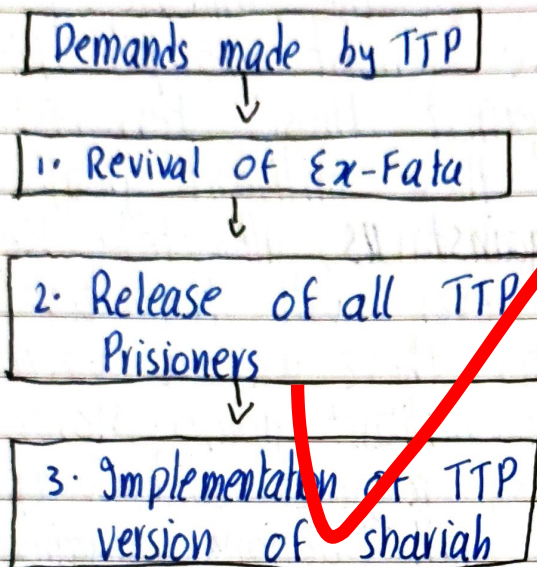 Demands made by TTP
1. Revival of Ex-Fata
2. Release of all TTP
Prisioners
3. Implementation of TTP
version of shariah